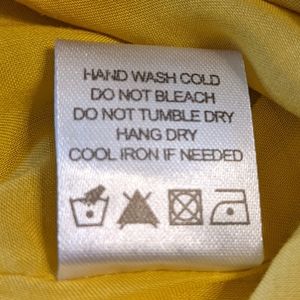 HAND WASH COLD
DO NOT BLEACH
DO NOT TUMBLE DRY
HANG DRY
COOL IRON IF NEEDED